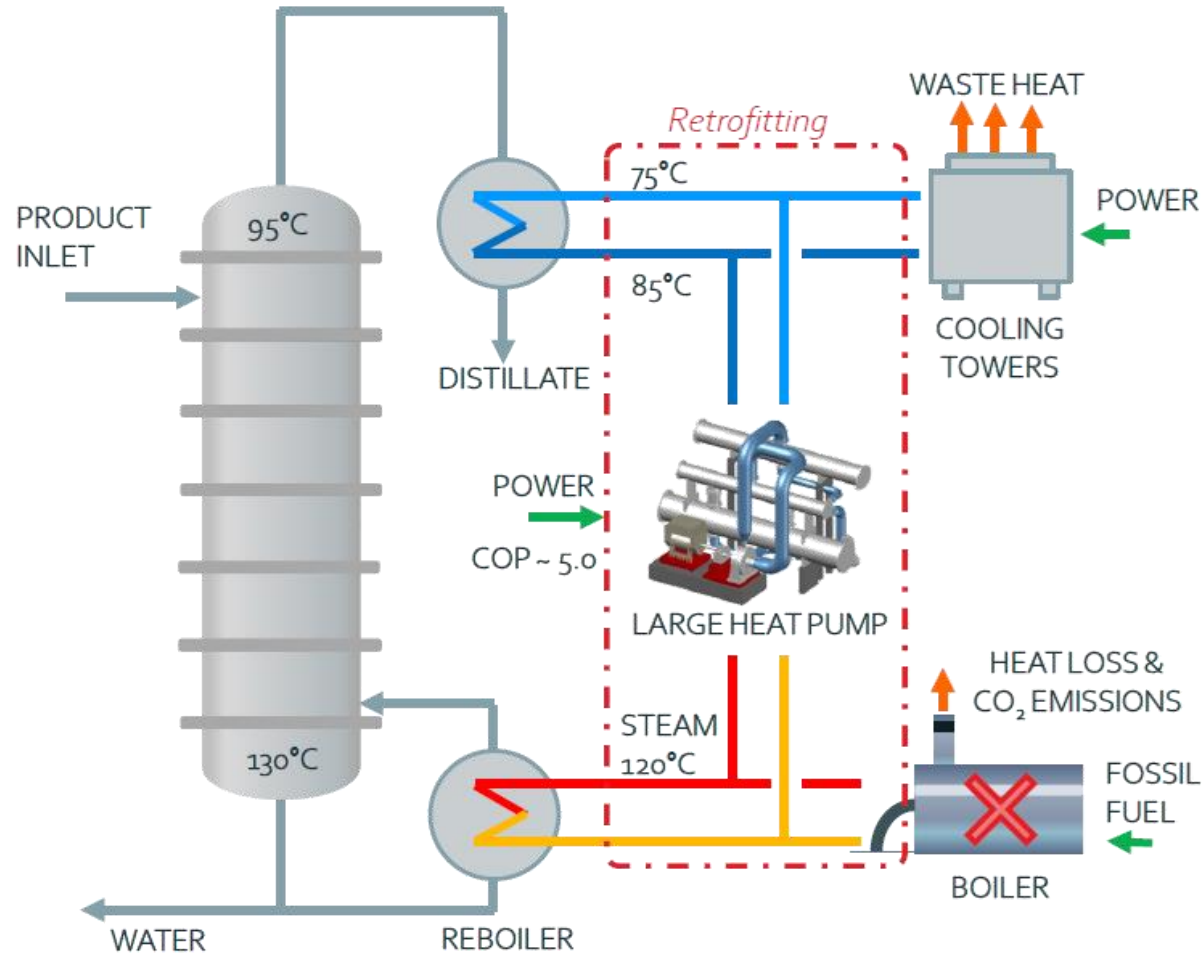 WASTE HEAT
Retrofitting
75°C
POWER
PRODUCT
INLET
95°C
85°C
COOLING
TOWERS
DISTILLATE
POWER
COP ~ 5.0
LARGE HEAT PUMP
HEAT LOSS &
CO₂ EMISSIONS
STEAM
120°C
130°C
FOSSIL
FUEL
BOILER
WATER
REBOILER